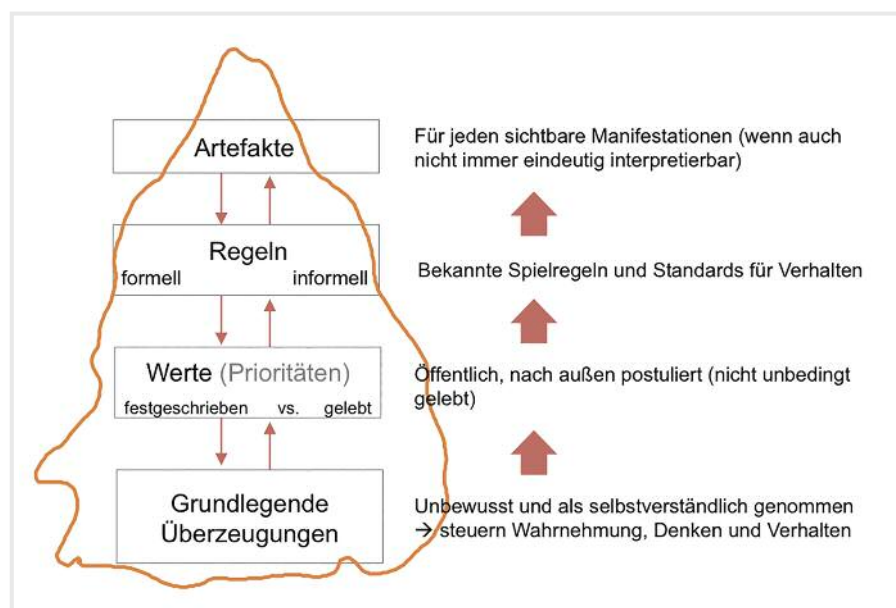 Artefakte
Für jeden sichtbare Manifestationen (wenn auch
nicht immer eindeutig interpretierbar)
Regeln
formell informell
Bekannte Spielregeln und Standards für Verhalten
Werte (Prioritäten)
festgeschrieben vs. gelebt
Öffentlich, nach außen postuliert (nicht unbedingt
gelebt)
Grundlegende
Überzeugungen
Unbewusst und als selbstverständlich genommen
→ steuern Wahrnehmung, Denken und Verhalten